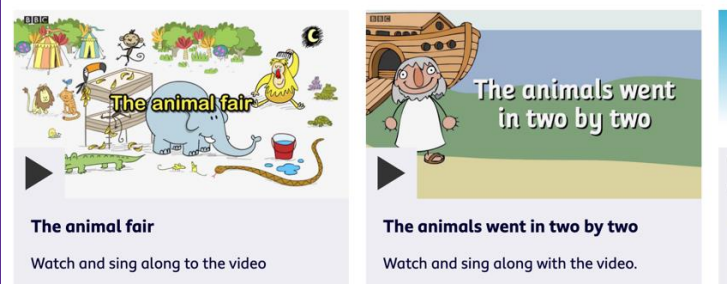 BBC
The animal fair
The animal fair
Watch and sing along to the video
BBC
The animals went
in two by two
The animals went in two by two
Watch and sing along with the video.